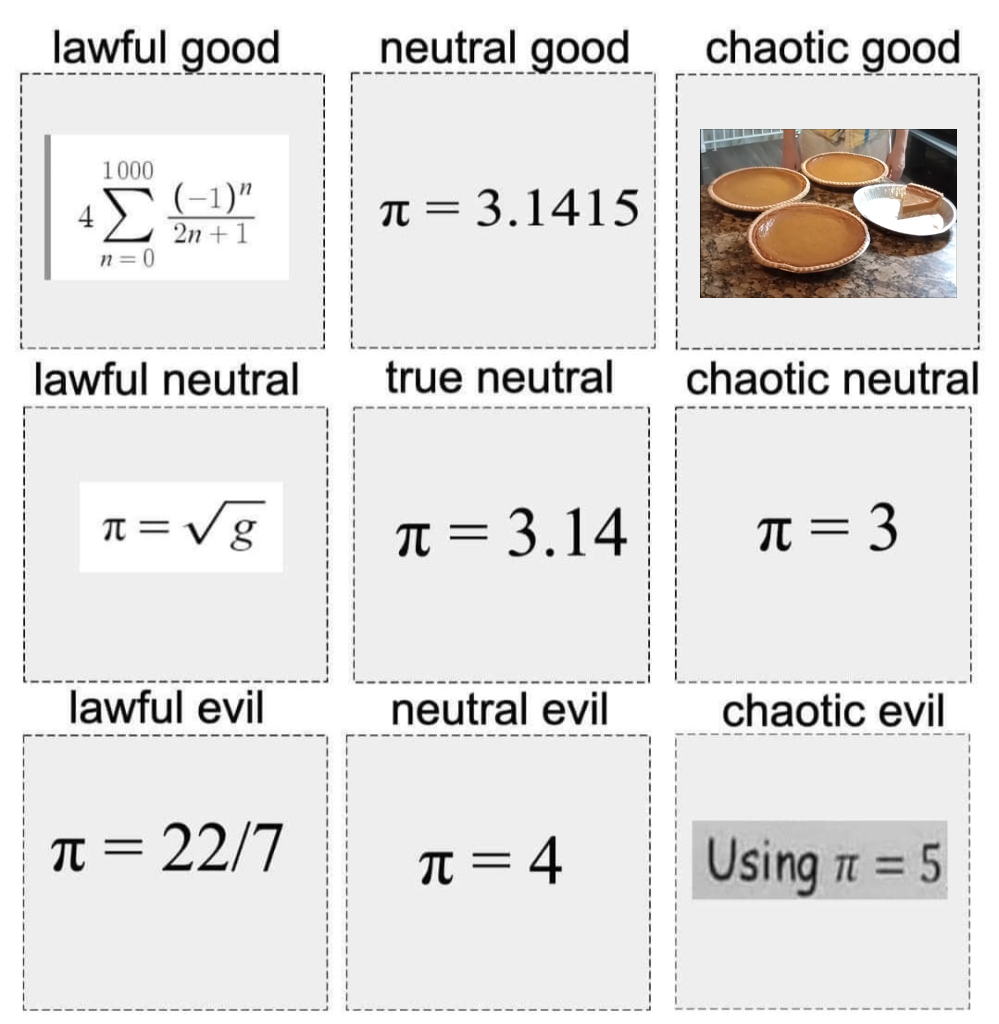 lawful good neutral good chaotic good
1000
4 ∑ (−1)ⁿ / 2n + 1
n = 0
π = 3.1415
lawful neutral true neutral chaotic neutral
π = √g
π = 3.14
π = 3
lawful evil neutral evil chaotic evil
π = 22/7
π = 4
Using π = 5